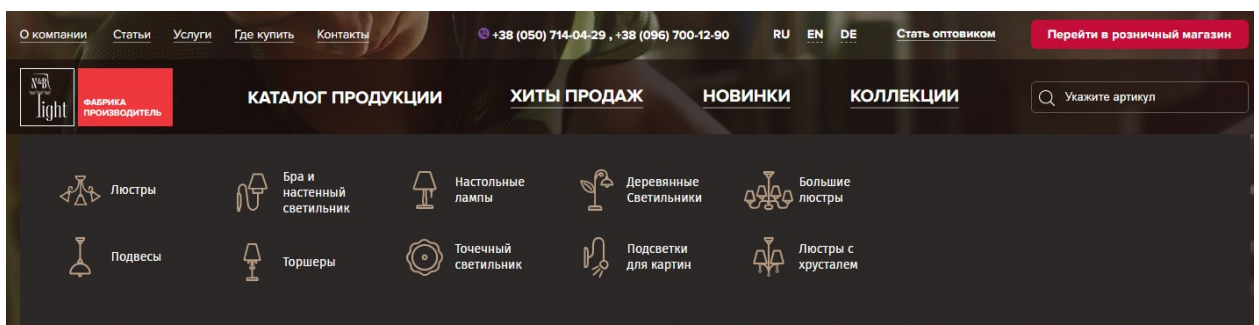 О компании Статьи Услуги Где купить Контакты +38 (050) 714-04-29 , +38 (096) 700-12-90 RU EN DE Стать оптовиком Перейти в розничный магазин
N&B
light
ФАБРИКА
ПРОИЗВОДИТЕЛЬ
КАТАЛОГ ПРОДУКЦИИ ХИТЫ ПРОДАЖ НОВИНКИ КОЛЛЕКЦИИ Укажите артикул
Люстры
Бра и
настенный
светильник
Настольные
лампы
Деревянные
Светильники
Большие
люстры
Подвесы
Торшеры
Точечный
светильник
Подсветки
для картин
Люстры с
хрусталем